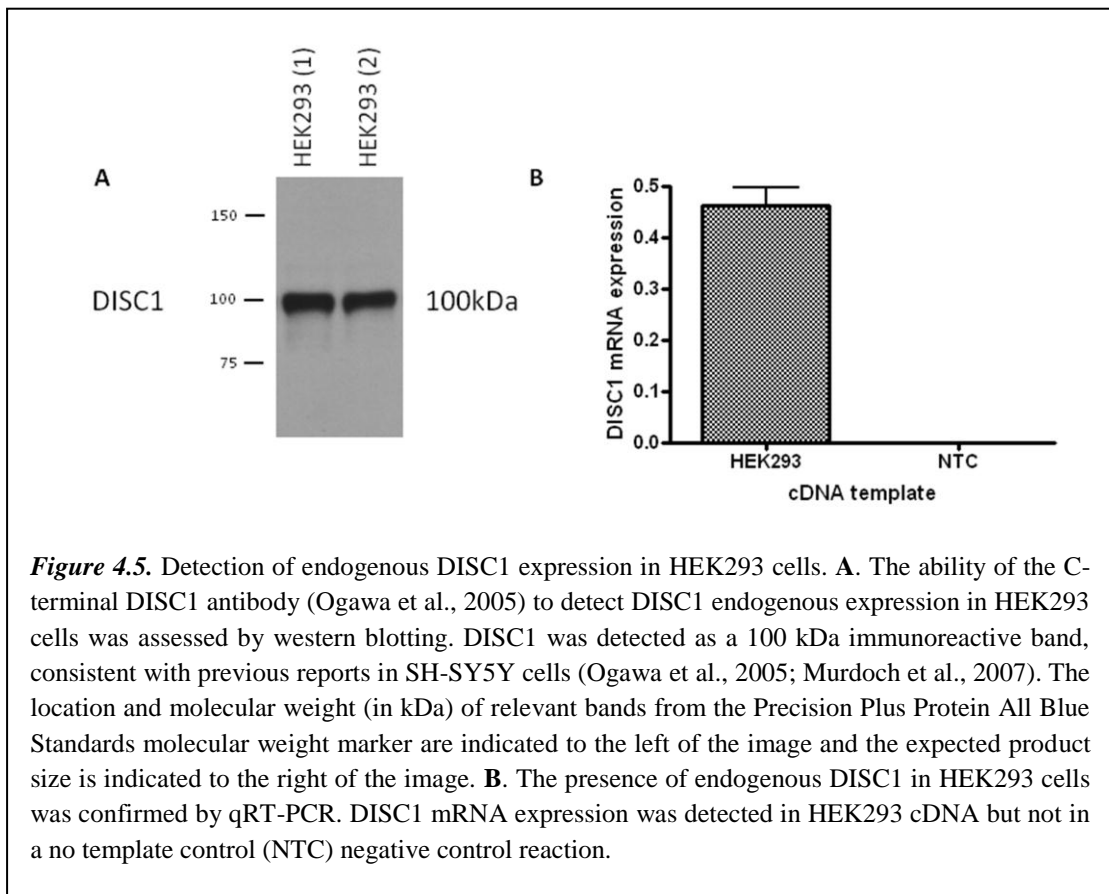 HEK293 (1)
HEK293 (2)
A
150
DISC1
100
100kDa
75
B
DISC1 mRNA expression
0.5
0.4
0.3
0.2
0.1
0.0
HEK293
NTC
cDNA template
Figure 4.5. Detection of endogenous DISC1 expression in HEK293 cells. A. The ability of the C-
terminal DISC1 antibody (Ogawa et al., 2005) to detect DISC1 endogenous expression in HEK293
cells was assessed by western blotting. DISC1 was detected as a 100 kDa immunoreactive band,
consistent with previous reports in SH-SY5Y cells (Ogawa et al., 2005; Murdoch et al., 2007). The
location and molecular weight (in kDa) of relevant bands from the Precision Plus Protein All Blue
Standards molecular weight marker are indicated to the left of the image and the expected product
size is indicated to the right of the image. B. The presence of endogenous DISC1 in HEK293 cells
was confirmed by qRT-PCR. DISC1 mRNA expression was detected in HEK293 cDNA but not in
a no template control (NTC) negative control reaction.